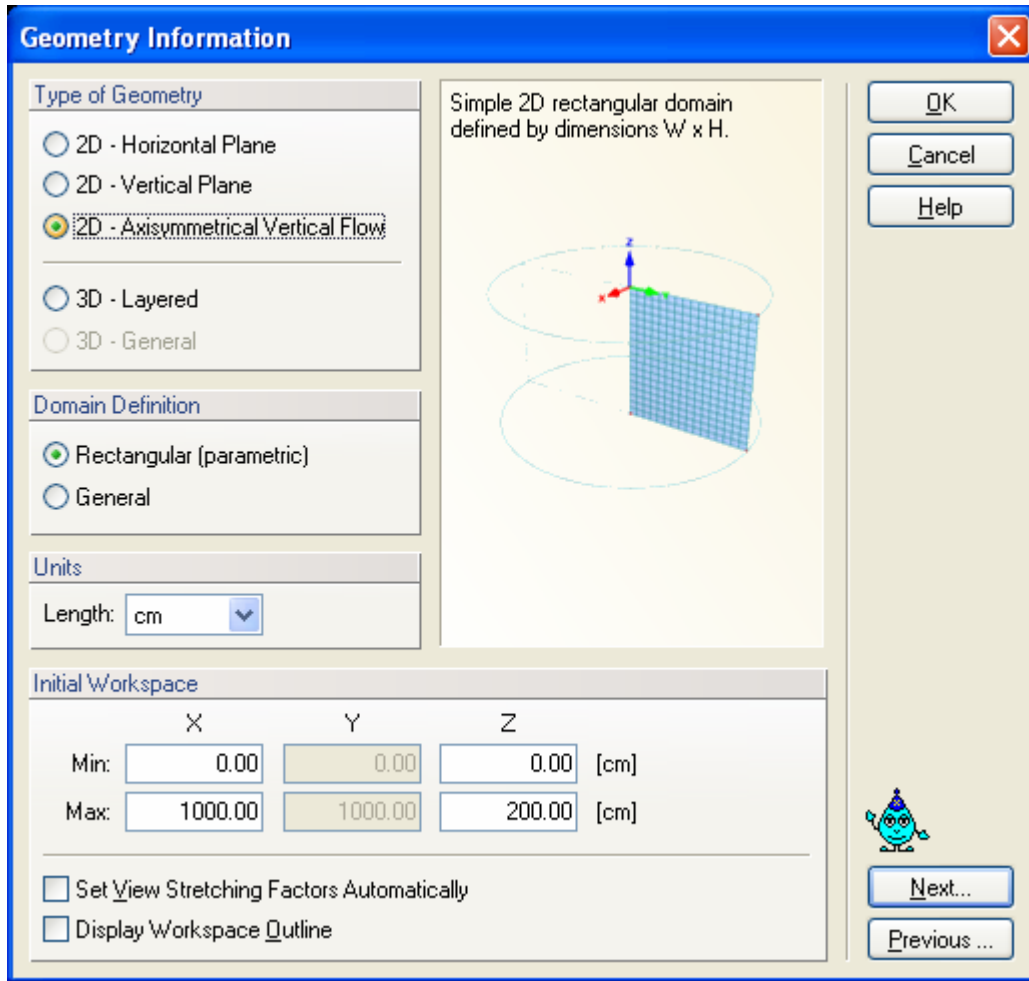 Geometry Information
Type of Geometry
2D - Horizontal Plane
2D - Vertical Plane
2D - Axisymmetrical Vertical Flow
3D - Layered
3D - General
Domain Definition
Rectangular (parametric)
General
Units
Length: cm
Simple 2D rectangular domain
defined by dimensions W x H.
z
x
OK
Cancel
Help
Initial Workspace
X Y Z
Min: 0.00 0.00 0.00 [cm]
Max: 1000.00 1000.00 200.00 [cm]
Set View Stretching Factors Automatically
Display Workspace Outline
Next...
Previous ...